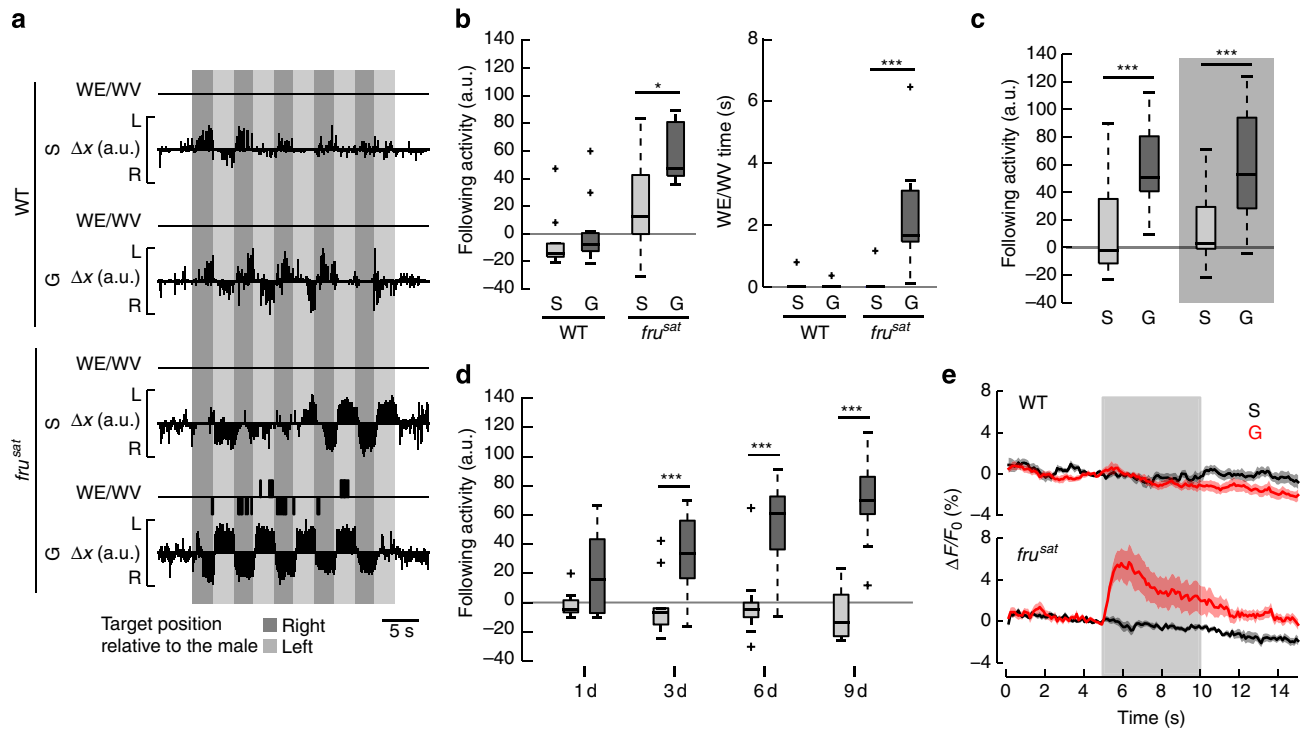 a
WT
S
WE/WV
L
Δx (a.u.)
R
G
WE/WV
L
Δx (a.u.)
R
fru^sat
S
WE/WV
L
Δx (a.u.)
R
G
WE/WV
L
Δx (a.u.)
R
Target position
relative to the male
Right
Left
5 s
b
Following activity (a.u.)
140
120
100
80
60
40
20
0
−20
−40
*
S G S G
WT fru^sat
WE/WV time (s)
8
6
4
2
0
***
S G S G
WT fru^sat
c
Following activity (a.u.)
140
120
100
80
60
40
20
0
−20
−40
*** ***
S G S G
d
Following activity (a.u.)
140
120
100
80
60
40
20
0
−20
−40
*** *** ***
1 d 3 d 6 d 9 d
e
ΔF/F0 (%)
8
4
0
−4
WT
S
G
8
4
0
−4
fru^sat
0 2 4 6 8 10 12 14
Time (s)